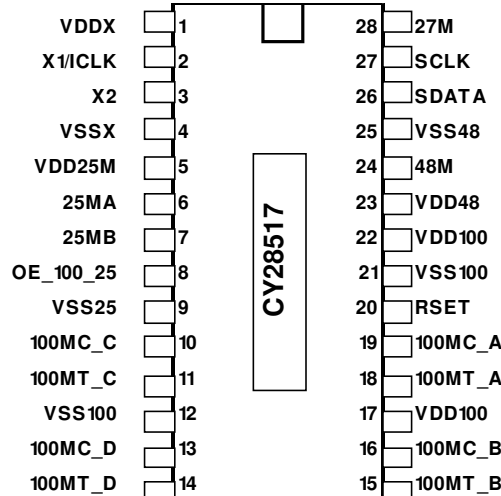 VDDX 1 28 27M
X1/ICLK 2 27 SCLK
X2 3 26 SDATA
VSSX 4 25 VSS48
VDD25M 5 24 48M
25MA 6 23 VDD48
25MB 7 22 VDD100
OE_100_25 8 21 VSS100
VSS25 9 20 RSET
100MC_C 10 19 100MC_A
100MT_C 11 18 100MT_A
VSS100 12 17 VDD100
100MC_D 13 16 100MC_B
100MT_D 14 15 100MT_B
CY28517